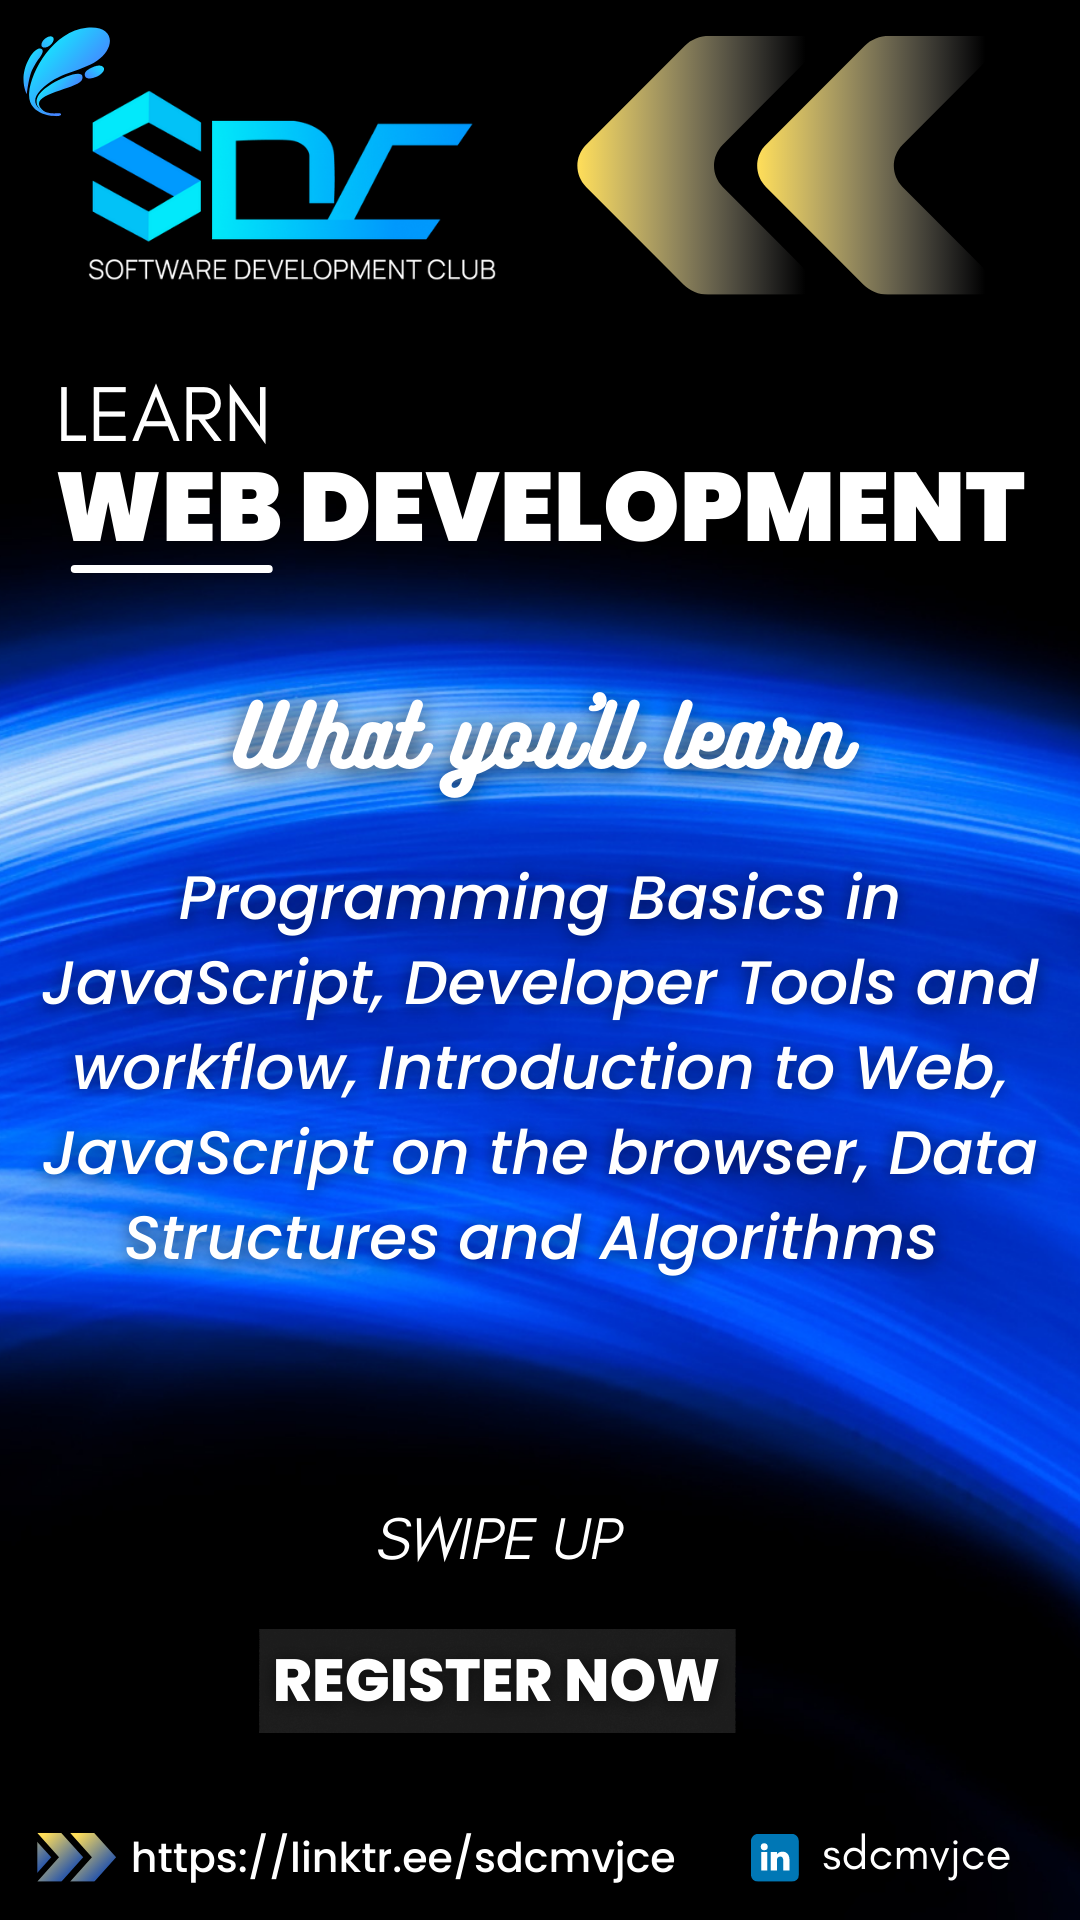 SDC
SOFTWARE DEVELOPMENT CLUB
LEARN
WEB DEVELOPMENT
What you'll learn
Programming Basics in
JavaScript, Developer Tools and
workflow, Introduction to Web,
JavaScript on the browser, Data
Structures and Algorithms
SWIPE UP
REGISTER NOW
https://linktr.ee/sdcmvjce
in sdcmvjce